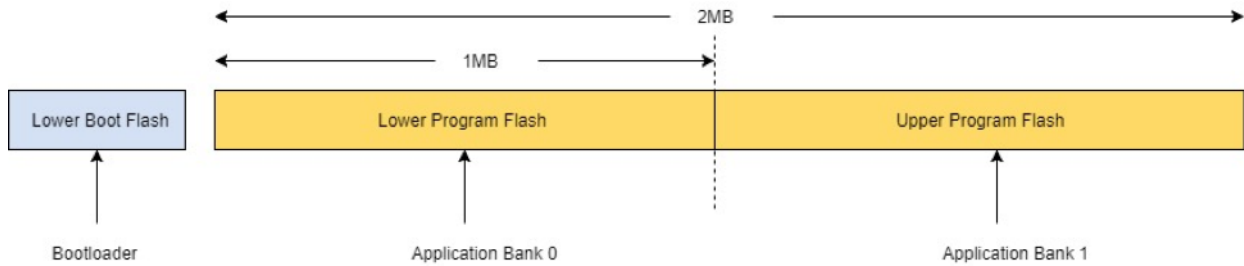 2MB
1MB
Lower Boot Flash
Lower Program Flash
Upper Program Flash
Bootloader
Application Bank 0
Application Bank 1